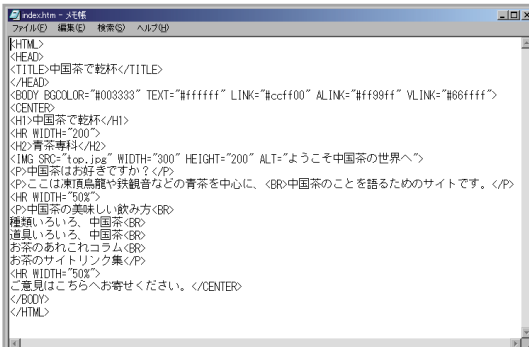 index.htm - メモ帳
ファイル(F) 編集(E) 検索(S) ヘルプ(H)
<HTML>
<HEAD>
<TITLE>中国茶で乾杯</TITLE>
</HEAD>
<BODY BGCOLOR="#003333" TEXT="#ffffff" LINK="#ccff00" ALINK="#ff99ff" VLINK="#66ffff">
<CENTER>
<H1>中国茶で乾杯</H1>
<HR WIDTH="200">
<H2>青茶専科</H2>
<IMG SRC="top.jpg" WIDTH="300" HEIGHT="200" ALT="ようこそ中国茶の世界へ">
<P>中国茶はお好きですか？</P>
<P>ここは凍頂烏龍や鉄観音などの青茶を中心に、<BR>中国茶のことを語るためのサイトです。</P>
<HR WIDTH="50%">
<P>中国茶の美味しい飲み方<BR>
種類いろいろ、中国茶<BR>
道具いろいろ、中国茶<BR>
お茶のあれこれコラム<BR>
お茶のサイトリンク集</P>
<HR WIDTH="50%">
ご意見はこちらへお寄せください。</CENTER>
</BODY>
</HTML>